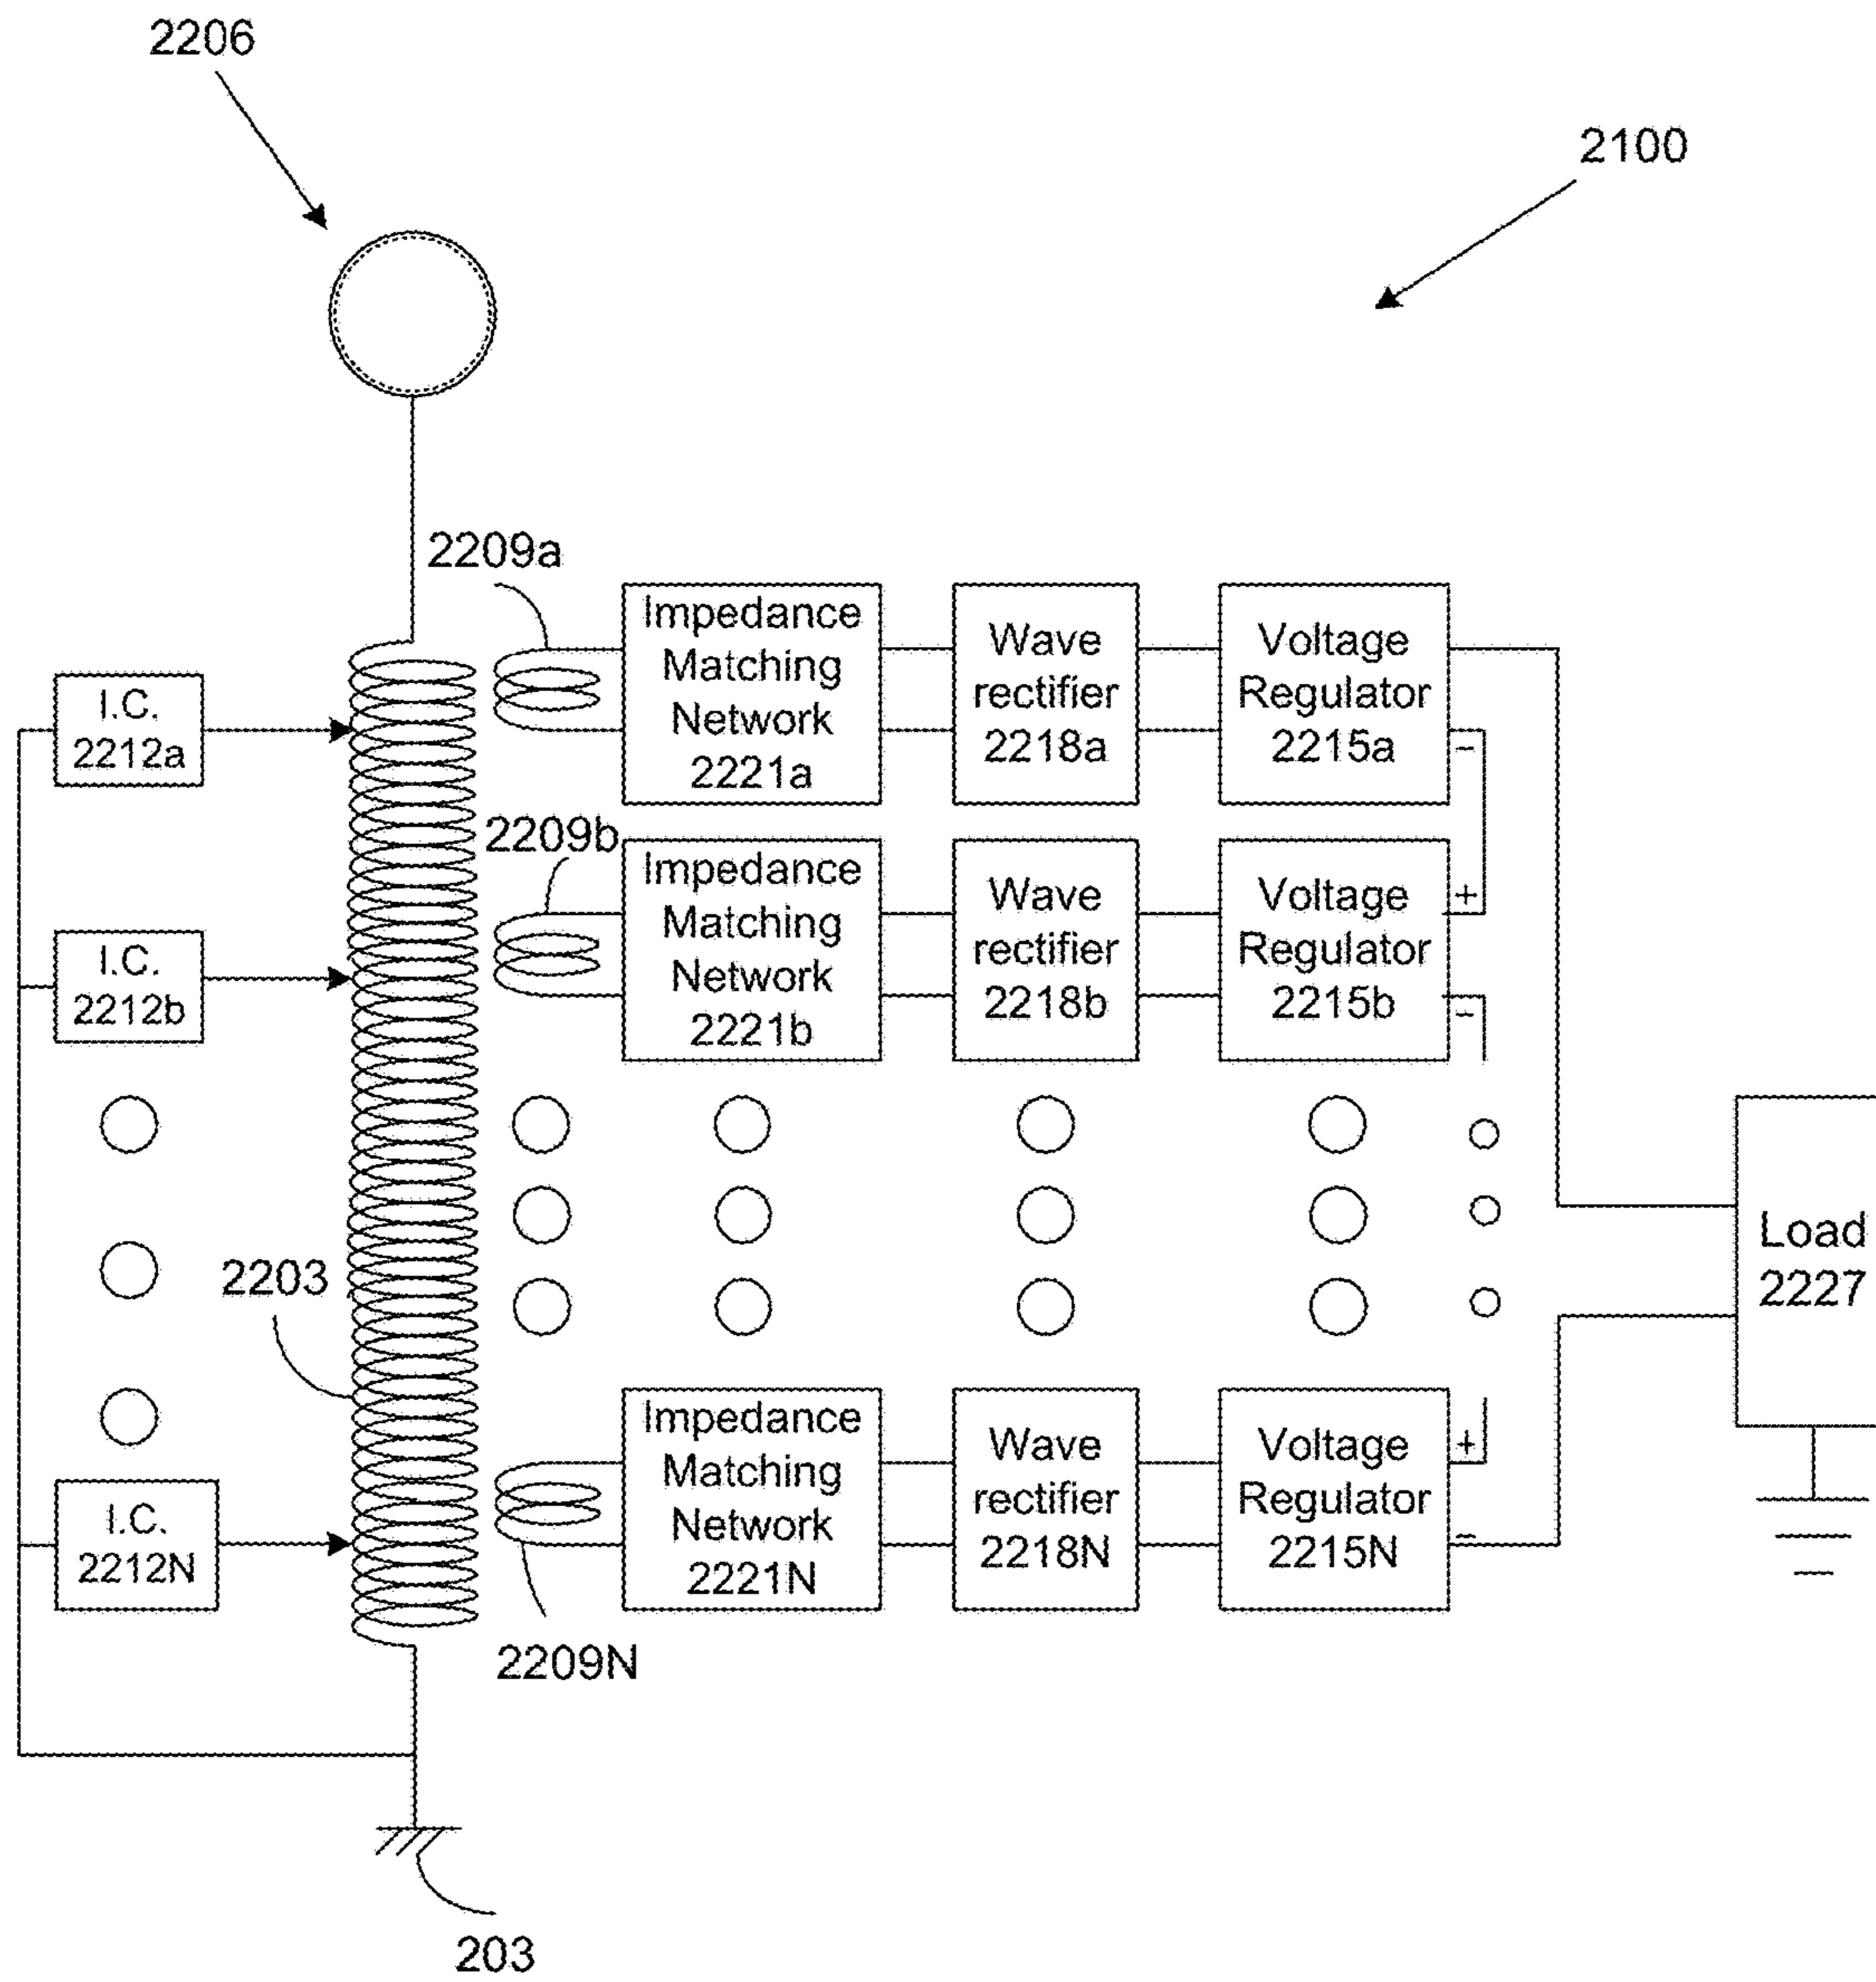 2206
2100
2209a
Impedance
Matching
Network
2221a
Wave
rectifier
2218a
Voltage
Regulator
2215a
−
I.C.
2212a
2209b
Impedance
Matching
Network
2221b
Wave
rectifier
2218b
Voltage
Regulator
2215b
+
−
I.C.
2212b
2203
Load
2227
Impedance
Matching
Network
2221N
Wave
rectifier
2218N
Voltage
Regulator
2215N
+
−
I.C.
2212N
2209N
203